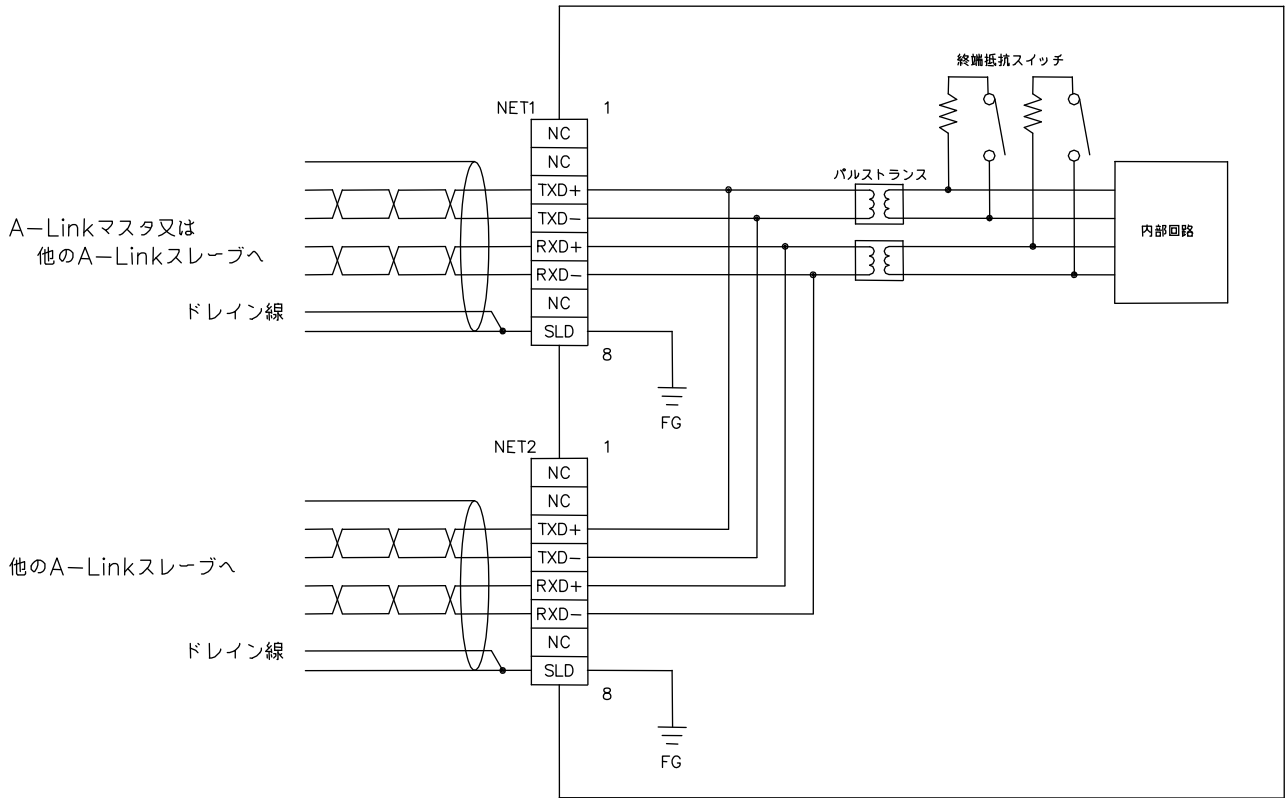 終端抵抗スイッチ
NET1 1
NC
NC
パルストランス
TXD+
TXD-
A-Linkマスタ又は
他のA-Linkスレーブへ
RXD+
内部回路
RXD-
NC
ドレイン線
SLD
8
FG
NET2 1
NC
NC
TXD+
TXD-
他のA-Linkスレーブへ
RXD+
RXD-
NC
ドレイン線
SLD
8
FG